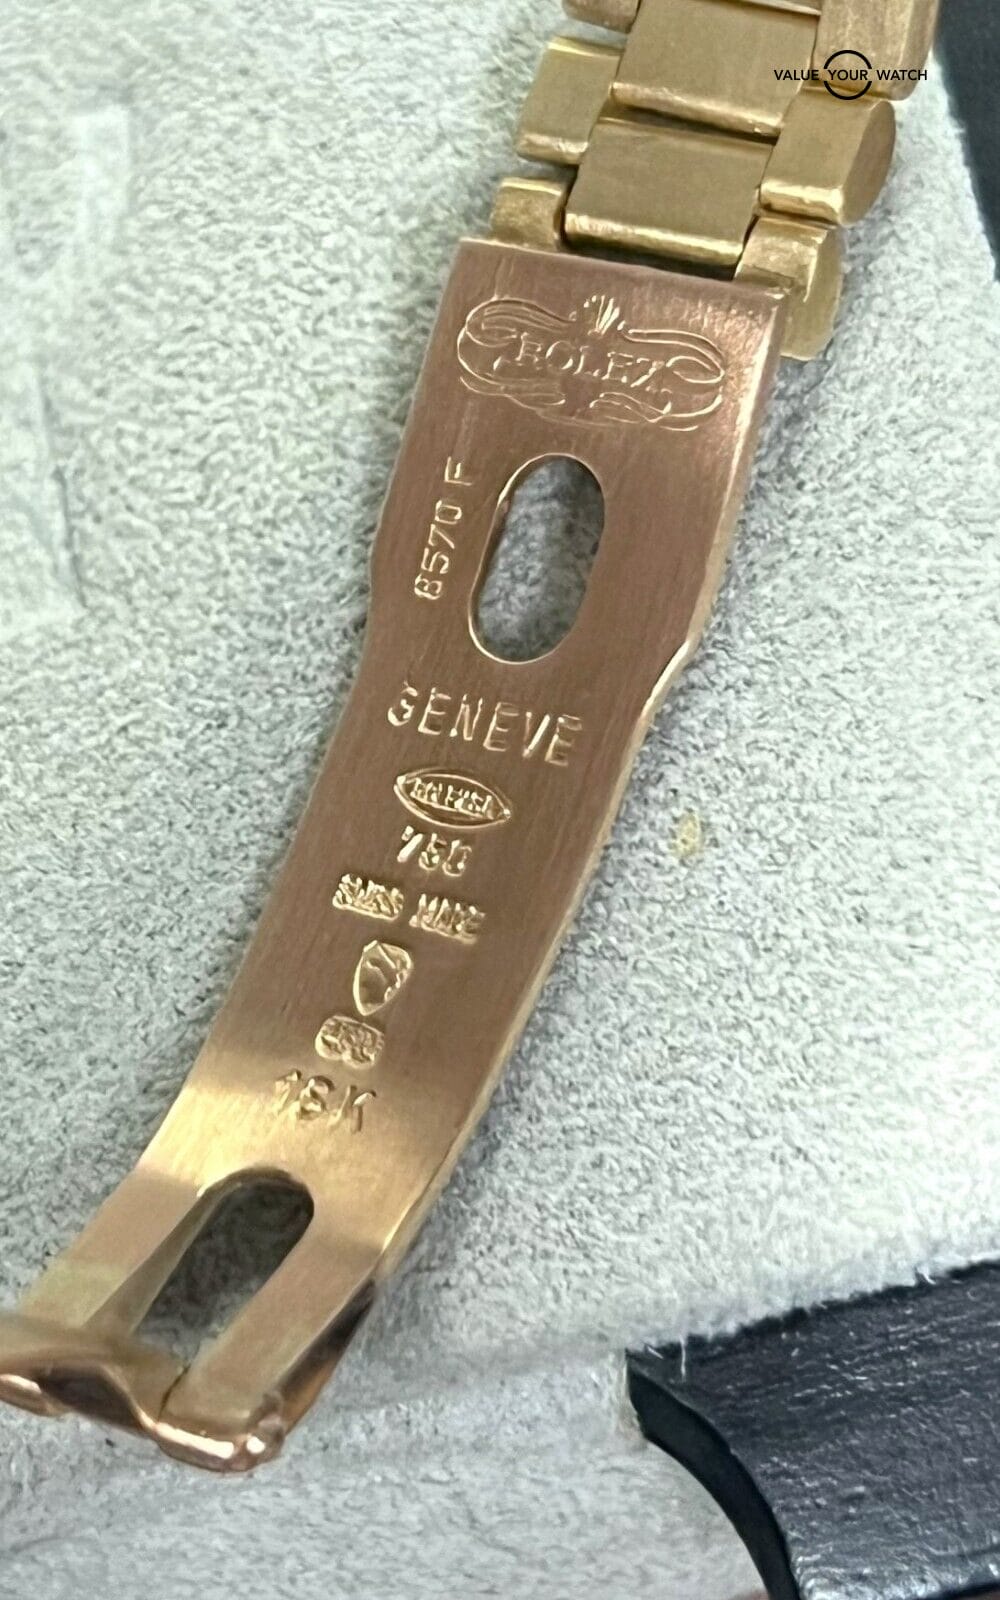 VALUE YOUR WATCH
ROLEX
8570 F
GENEVE
750
SWISS MADE
18K